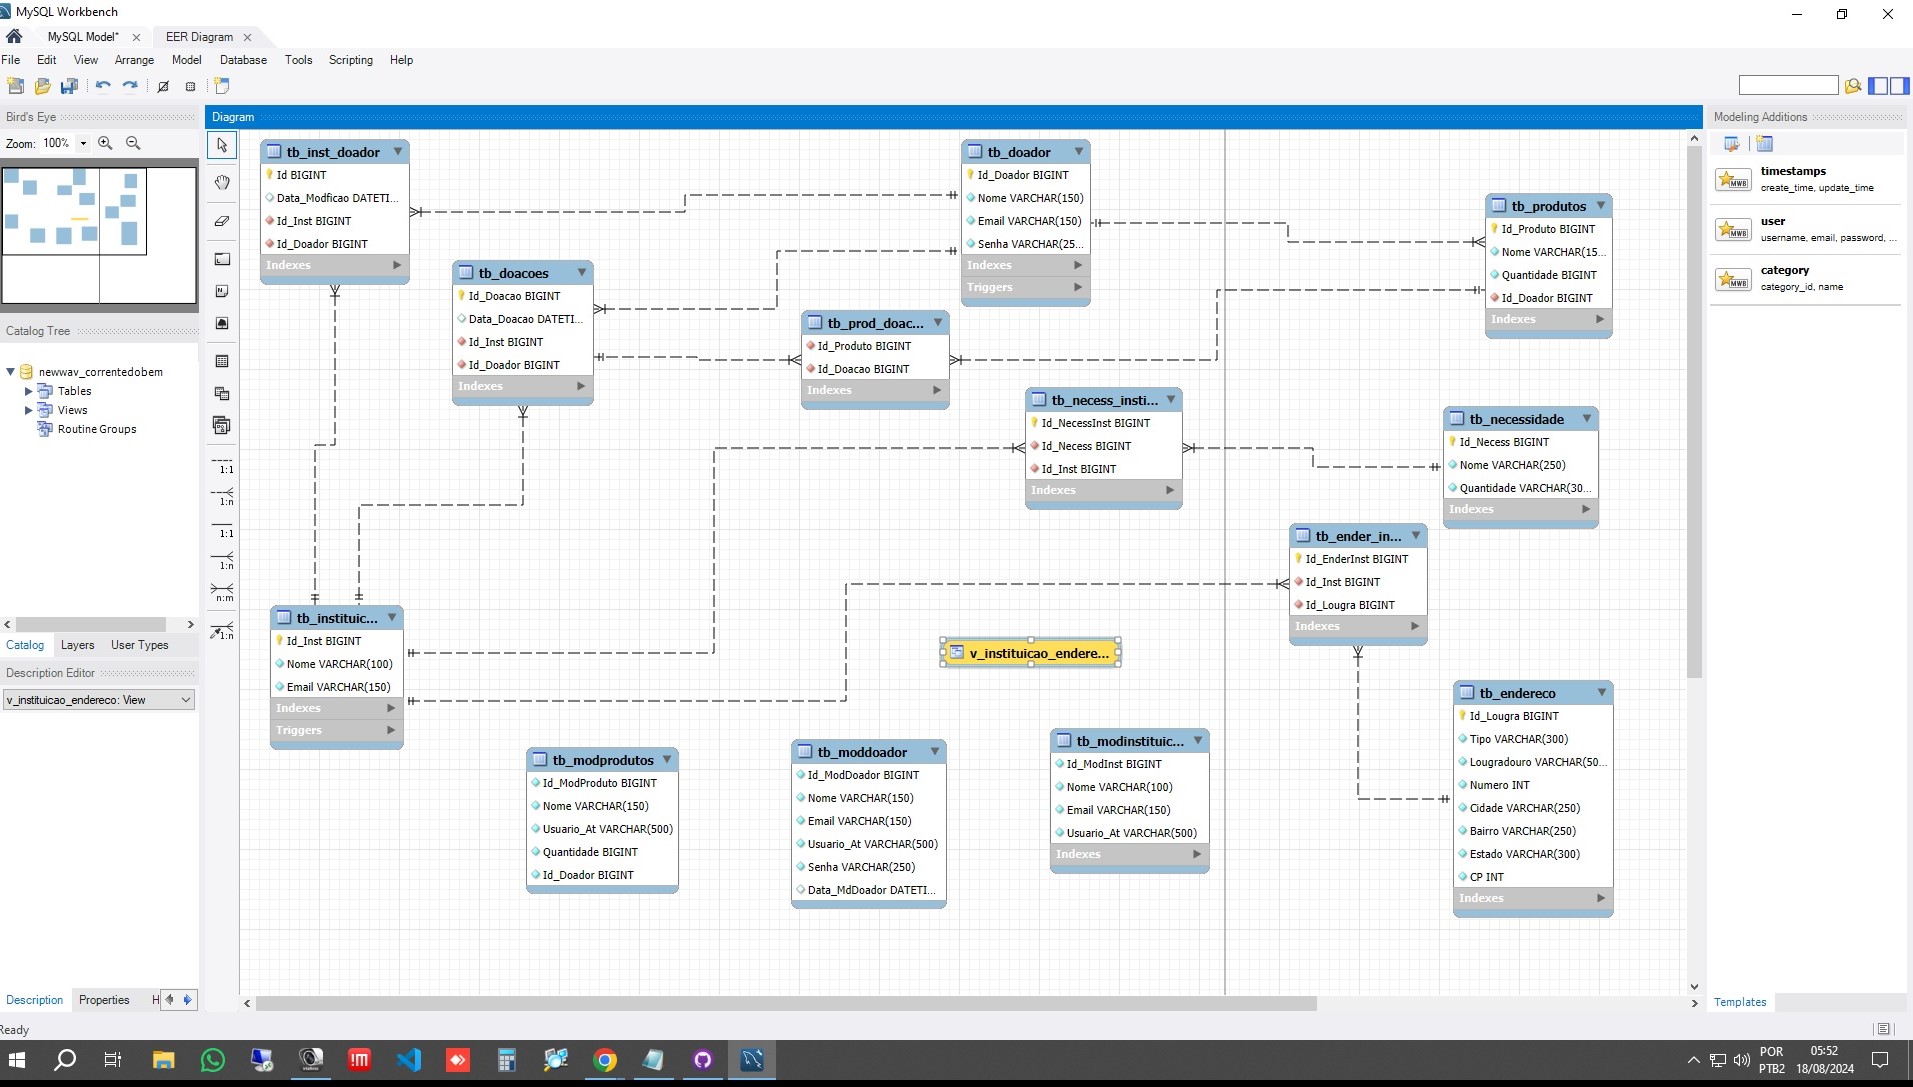 MySQL Workbench
MySQL Model*
EER Diagram
File Edit View Arrange Model Database Tools Scripting Help
Bird's Eye
Zoom: 100%
Catalog Tree
newwav_correntedobem
Tables
Views
Routine Groups
Catalog Layers User Types
Description Editor
v_instituicao_endereco: View
Description Properties H
Ready
Diagram
1:1
1:n
1:1
1:n
n:m
1:n
tb_inst_doador
Id BIGINT
Data_Modficao DATETI...
Id_Inst BIGINT
Id_Doador BIGINT
Indexes
tb_doacoes
Id_Doacao BIGINT
Data_Doacao DATETI...
Id_Inst BIGINT
Id_Doador BIGINT
Indexes
tb_prod_doac...
Id_Produto BIGINT
Id_Doacao BIGINT
Indexes
tb_doador
Id_Doador BIGINT
Nome VARCHAR(150)
Email VARCHAR(150)
Senha VARCHAR(25...
Indexes
Triggers
tb_produtos
Id_Produto BIGINT
Nome VARCHAR(15...
Quantidade BIGINT
Id_Doador BIGINT
Indexes
tb_necess_insti...
Id_NecessInst BIGINT
Id_Necess BIGINT
Id_Inst BIGINT
Indexes
tb_necessidade
Id_Necess BIGINT
Nome VARCHAR(250)
Quantidade VARCHAR(30...
Indexes
tb_ender_in...
Id_EnderInst BIGINT
Id_Inst BIGINT
Id_Lougra BIGINT
Indexes
tb_instituic...
Id_Inst BIGINT
Nome VARCHAR(100)
Email VARCHAR(150)
Indexes
Triggers
v_instituicao_endere...
tb_endereco
Id_Lougra BIGINT
Tipo VARCHAR(300)
Lougradouro VARCHAR(50...
Numero INT
Cidade VARCHAR(250)
Bairro VARCHAR(250)
Estado VARCHAR(300)
CP INT
Indexes
tb_modprodutos
Id_ModProduto BIGINT
Nome VARCHAR(150)
Usuario_At VARCHAR(500)
Quantidade BIGINT
Id_Doador BIGINT
tb_moddoador
Id_ModDoador BIGINT
Nome VARCHAR(150)
Email VARCHAR(150)
Usuario_At VARCHAR(500)
Senha VARCHAR(250)
Data_MdDoador DATETI...
tb_modinstituic...
Id_ModInst BIGINT
Nome VARCHAR(100)
Email VARCHAR(150)
Usuario_At VARCHAR(500)
Indexes
Modeling Additions
MWB
timestamps
create_time, update_time
MWB
user
username, email, password, ...
MWB
category
category_id, name
Templates
POR
PTB2
05:52
18/08/2024